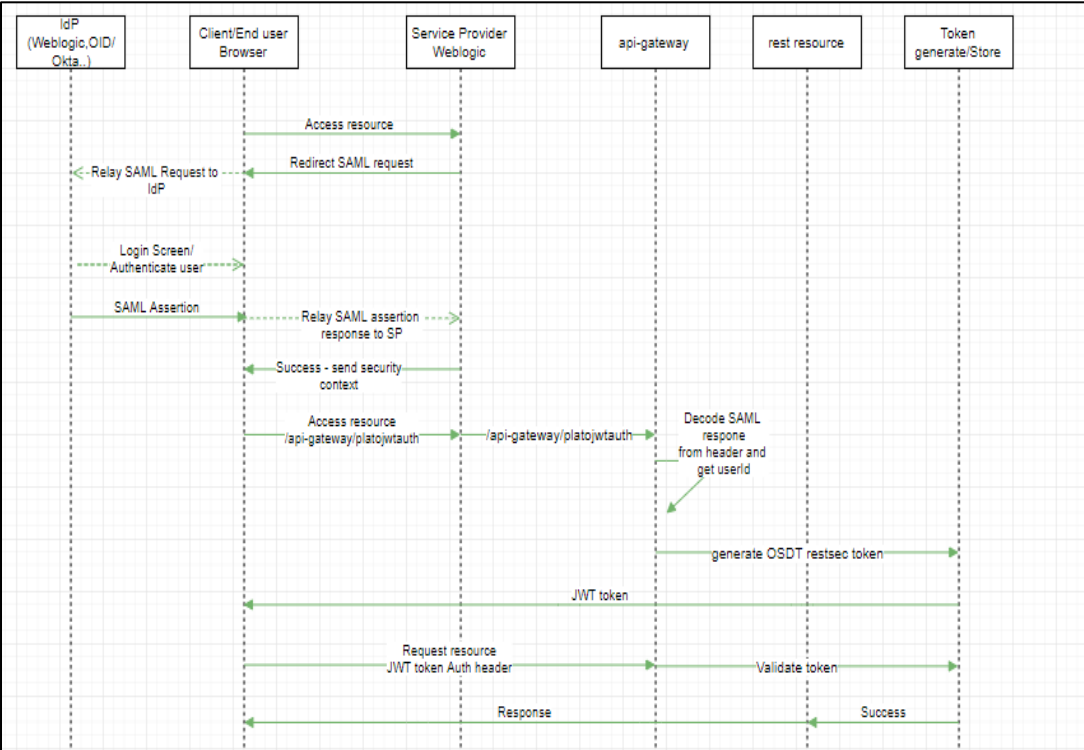 IdP
(Weblogic,OID/
Okta..)
Client/End user
Browser
Service Provider
Weblogic
api-gateway
rest resource
Token
generate/Store
Access resource
Redirect SAML request
Relay SAML Request to
IdP
Login Screen/
Authenticate user
SAML Assertion
Relay SAML assertion
response to SP
Success - send security
context
Access resource
/api-gateway/platojwtauth
/api-gateway/platojwtauth
Decode SAML
respone
from header and
get userId
generate OSDT restsec token
JWT token
Request resource
JWT token Auth header
Validate token
Response
Success